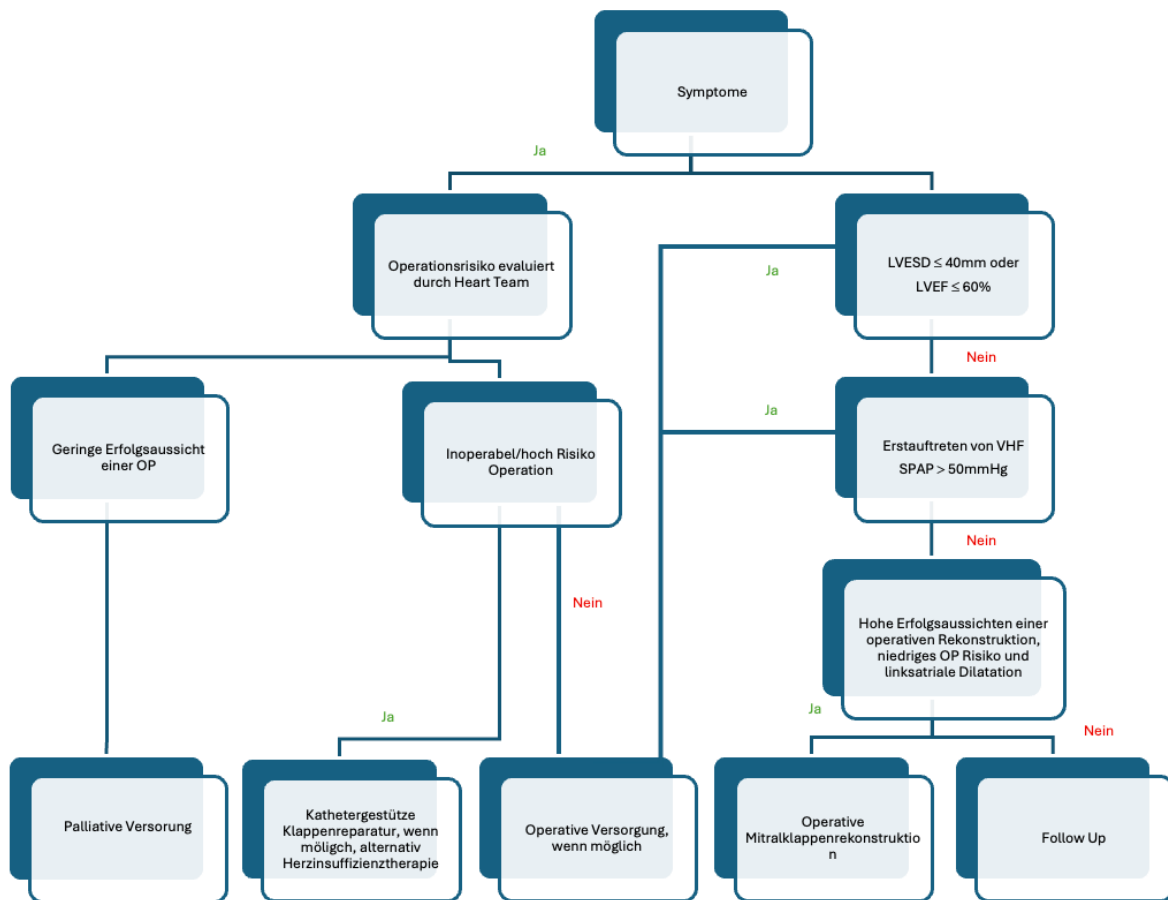 Symptome
Ja
Operationsrisiko evaluiert
durch Heart Team
LVESD ≤ 40mm oder
LVEF ≤ 60%
Ja
Nein
Geringe Erfolgsaussicht
einer OP
Inoperabel/hoch Risiko
Operation
Ja
Erstauftreten von VHF
SPAP > 50mmHg
Nein
Nein
Hohe Erfolgsaussichten einer
operativen Rekonstruktion,
niedriges OP Risiko und
linksatriale Dilatation
Ja
Ja
Nein
Palliative Versorung
Kathetergestütze
Klappenreparatur, wenn
möligch, alternativ
Herzinsuffizienztherapie
Operative Versorgung,
wenn möglich
Operative
Mitralklappenrekonstruktio
n
Follow Up